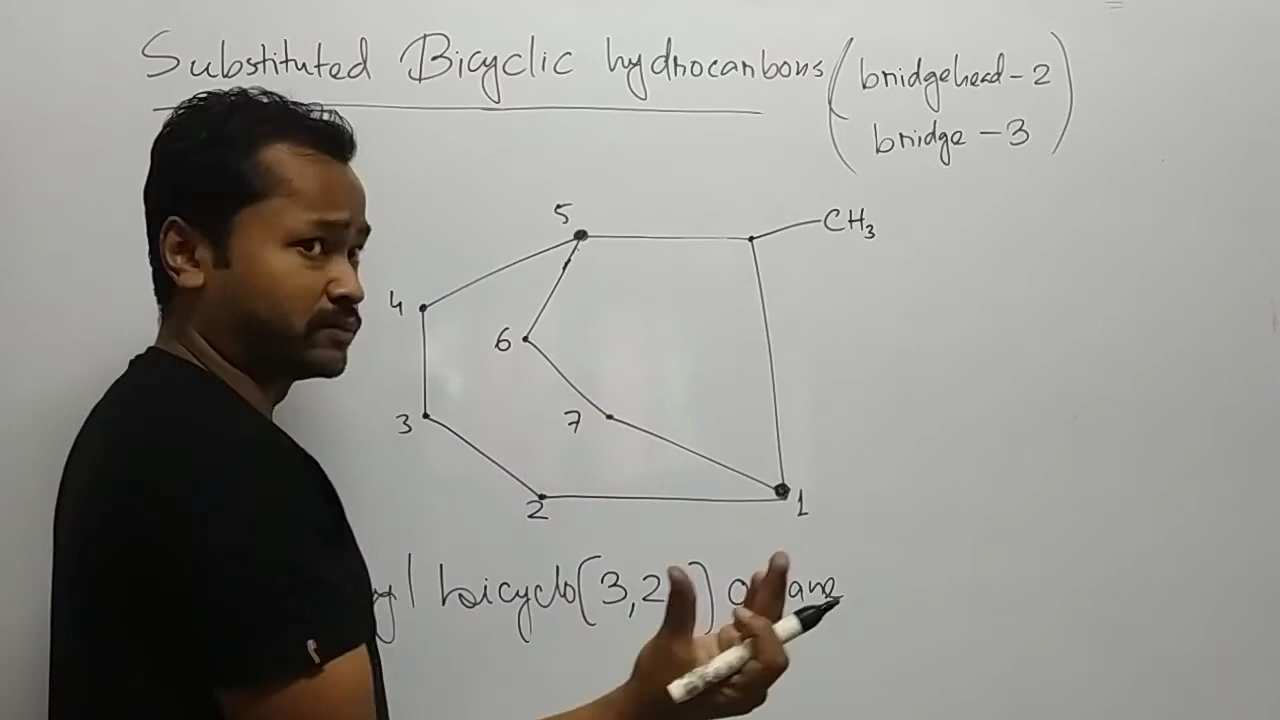 Substituted Bicyclic hydrocarbons (bridgehead-2
bridge-3)
5
CH3
4
6
3
7
2
1
bicyclo(3,2